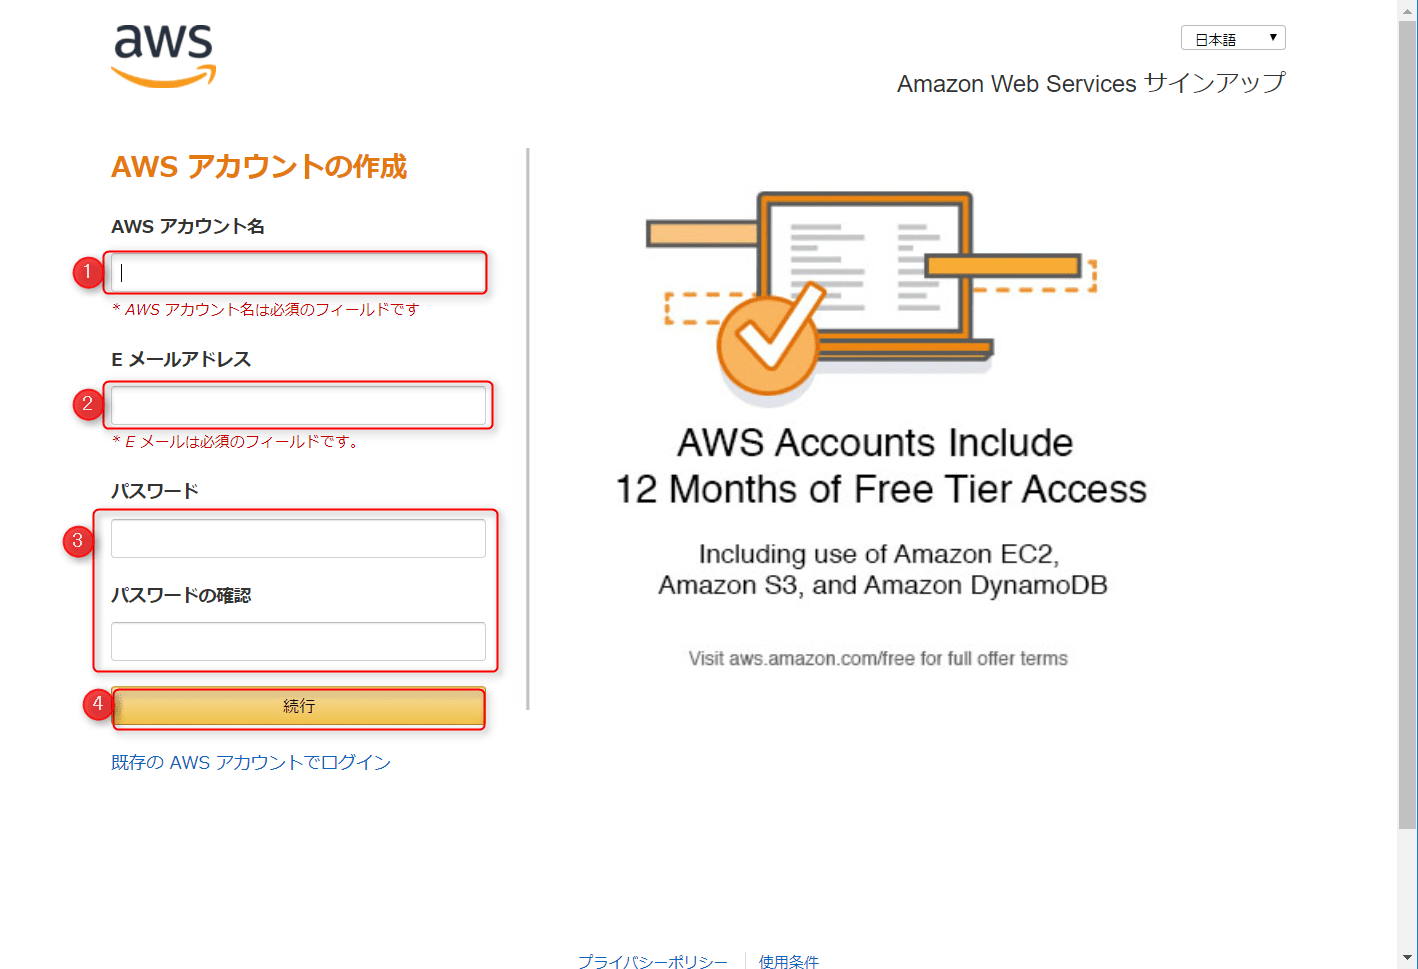 aws
日本語
Amazon Web Services サインアップ
AWS アカウントの作成
AWS アカウント名
1
* AWS アカウント名は必須のフィールドです
E メールアドレス
2
* E メールは必須のフィールドです。
パスワード
3
パスワードの確認
4
続行
既存の AWS アカウントでログイン
AWS Accounts Include
12 Months of Free Tier Access
Including use of Amazon EC2,
Amazon S3, and Amazon DynamoDB
Visit aws.amazon.com/free for full offer terms
プライバシーポリシー
使用条件